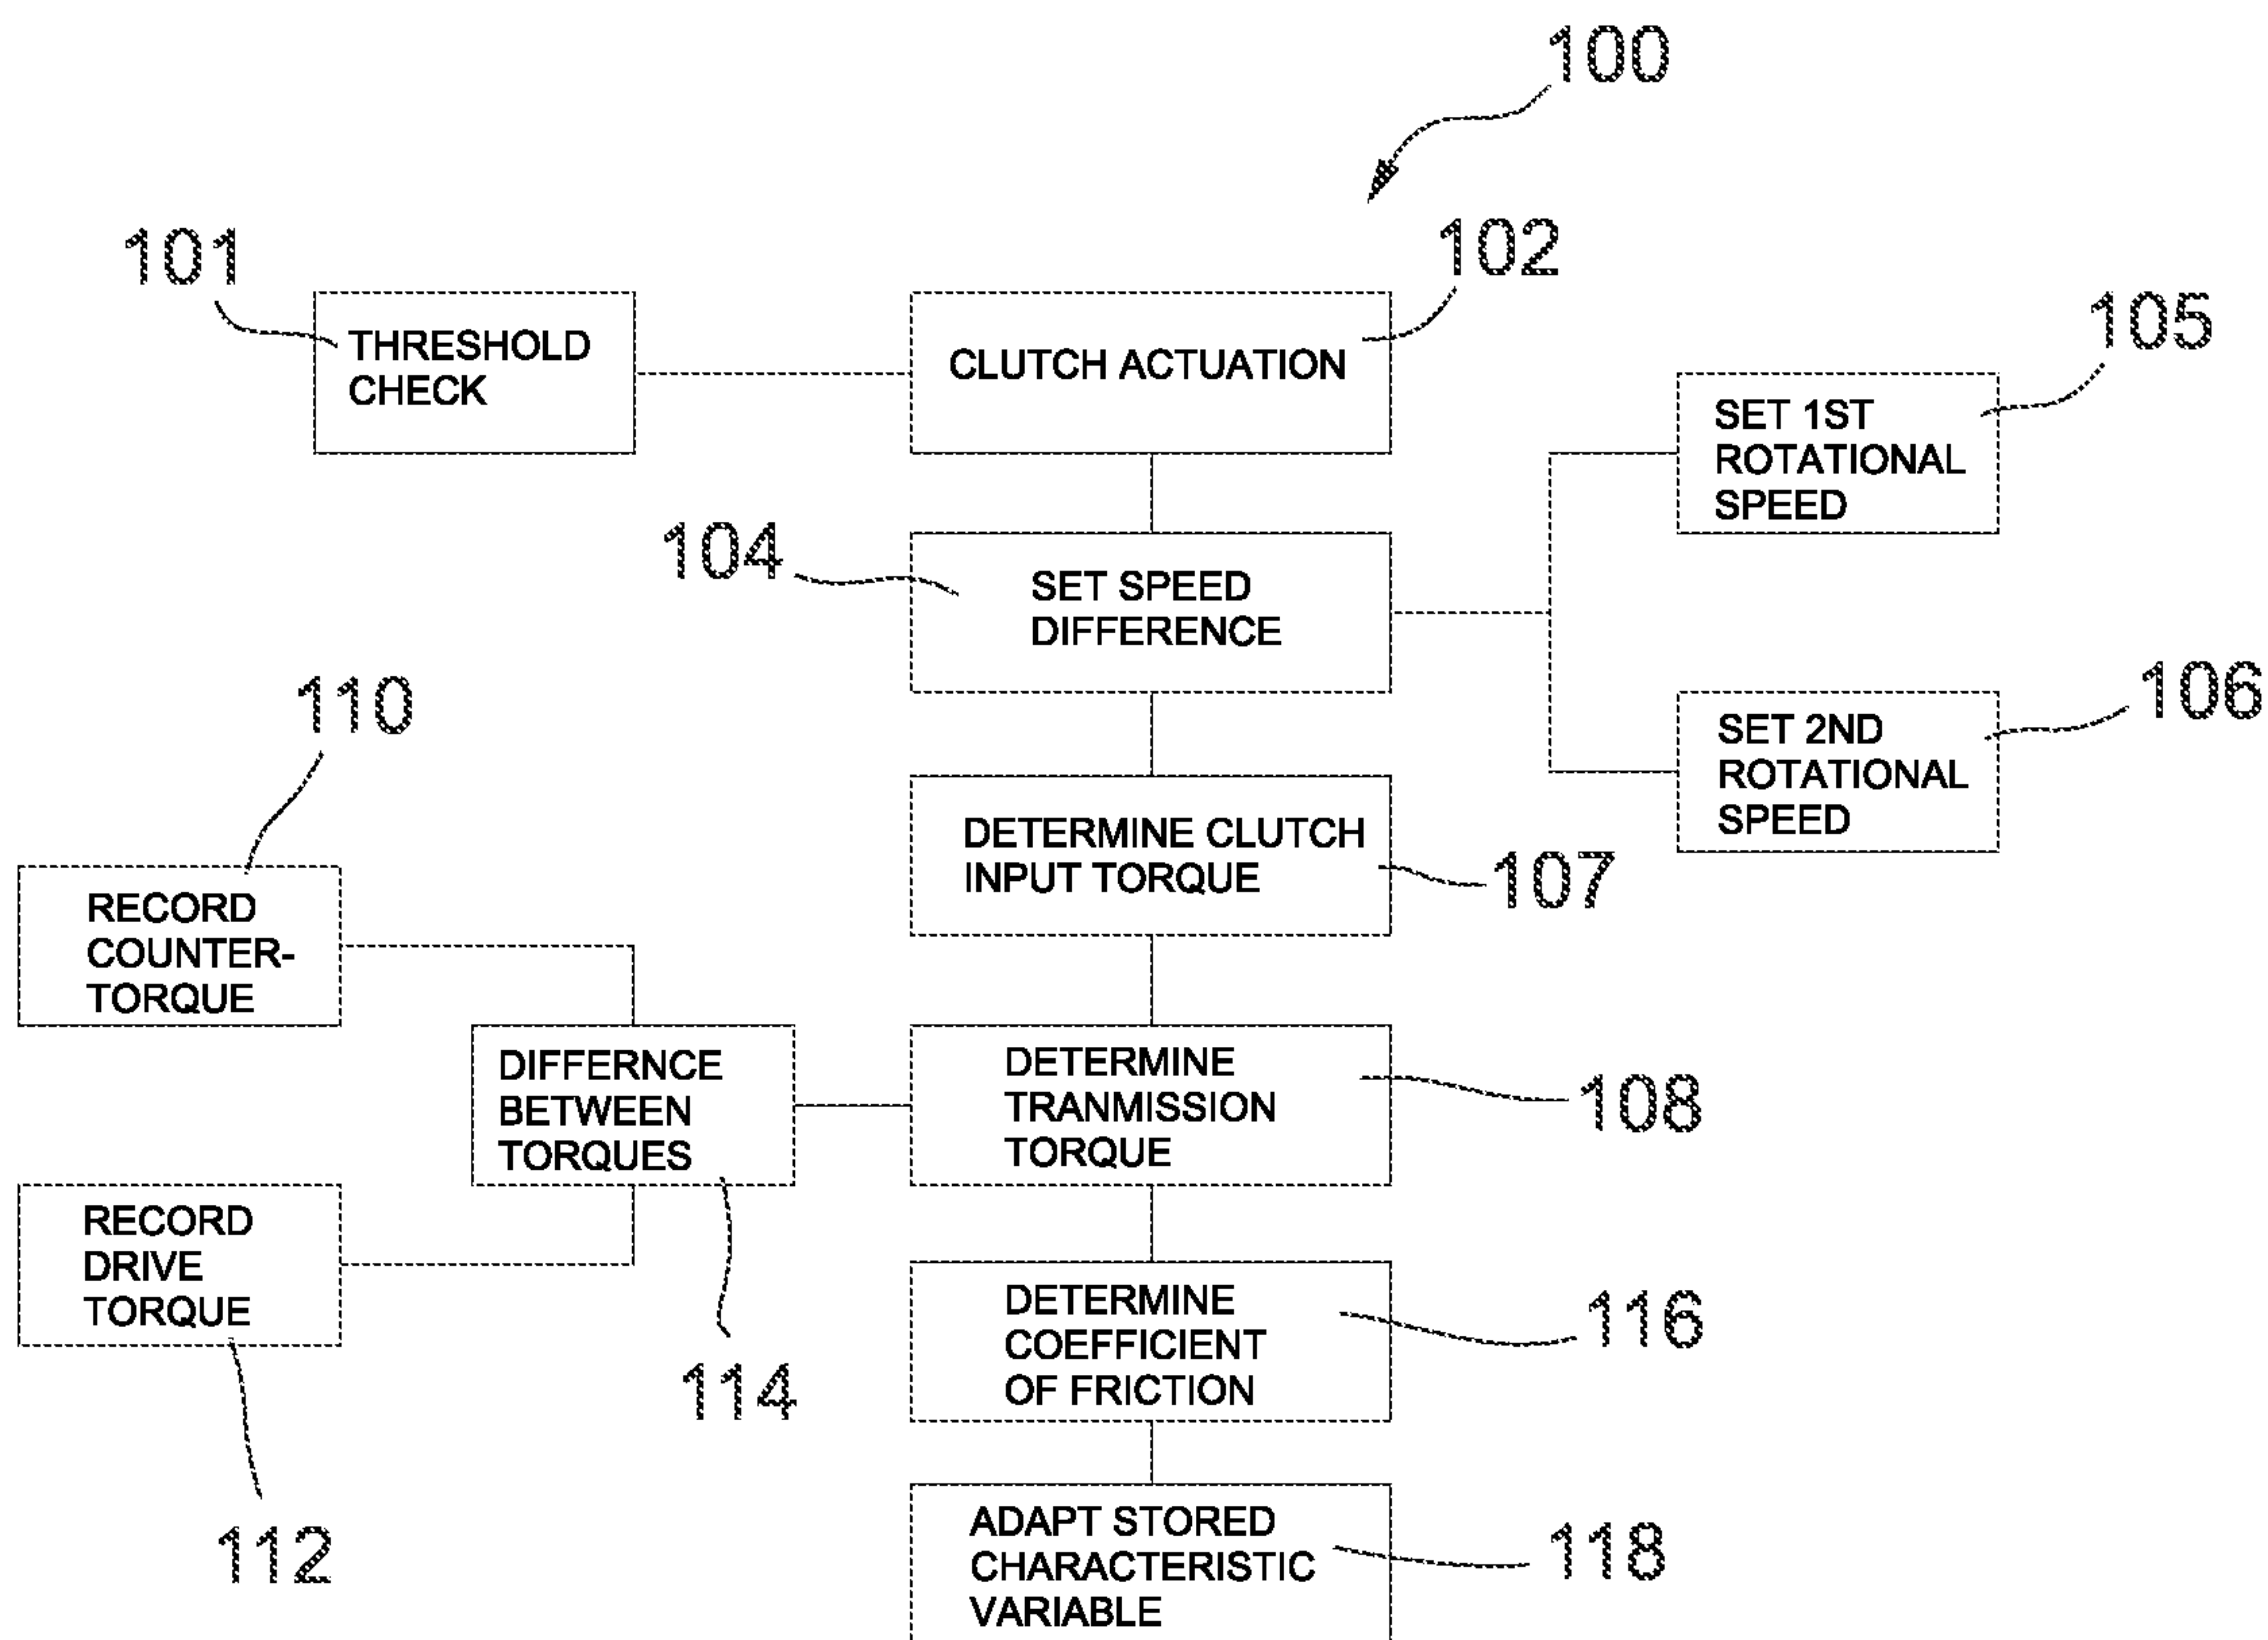 100
101
102
THRESHOLD
CHECK
CLUTCH ACTUATION
105
SET 1ST
ROTATIONAL
SPEED
104
SET SPEED
DIFFERENCE
110
106
SET 2ND
ROTATIONAL
SPEED
DETERMINE CLUTCH
INPUT TORQUE
107
RECORD
COUNTER-
TORQUE
DIFFERNCE
BETWEEN
TORQUES
DETERMINE
TRANMISSION
TORQUE
108
RECORD
DRIVE
TORQUE
114
DETERMINE
COEFFICIENT
OF FRICTION
116
112
ADAPT STORED
CHARACTERISTIC
VARIABLE
118